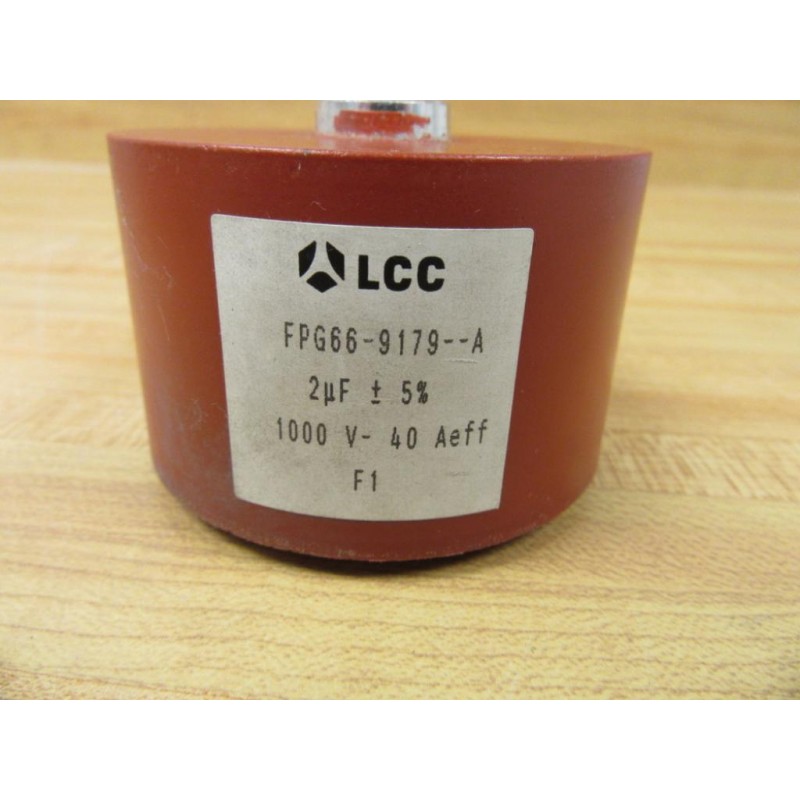 LCC
FPG66-9179--A
2µF ± 5%
1000 V- 40 Aeff
F1